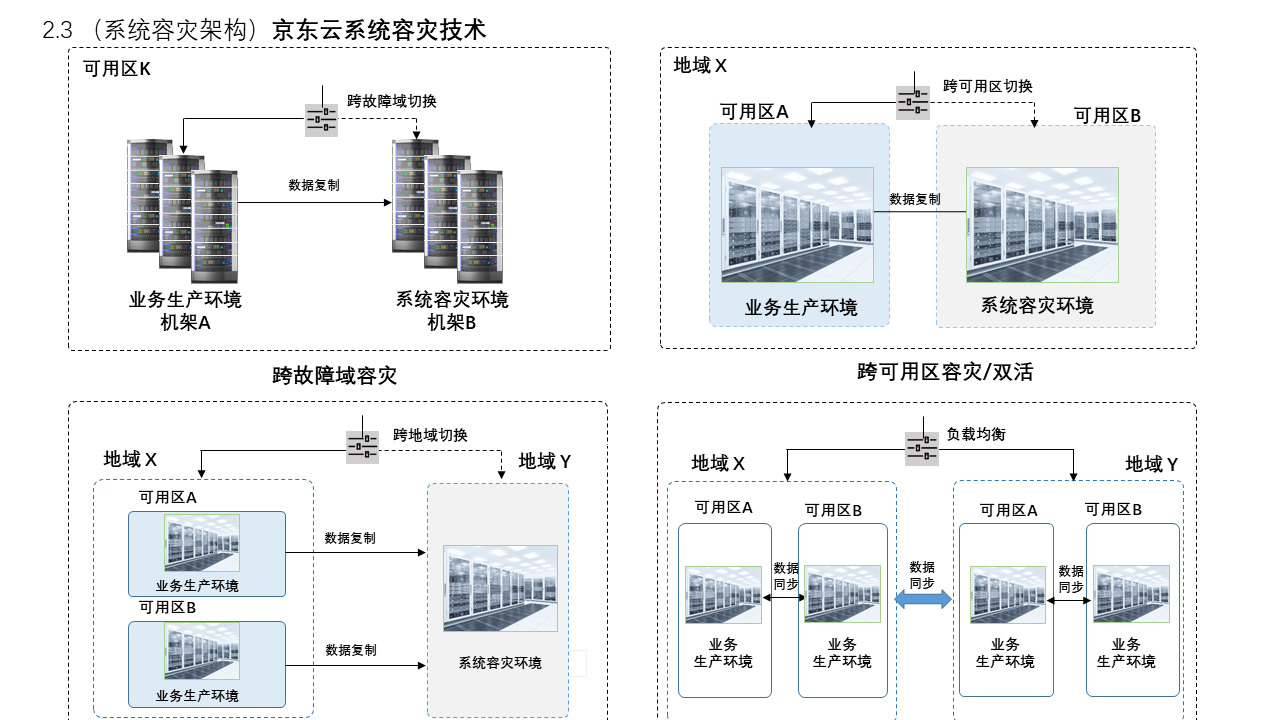 2.3 （系统容灾架构）京东云系统容灾技术
可用区K
跨故障域切换
数据复制
业务生产环境
机架A
系统容灾环境
机架B
跨故障域容灾
地域 X
跨可用区切换
可用区A
可用区B
数据复制
业务生产环境
系统容灾环境
跨可用区容灾/双活
跨地域切换
地域 X
地域 Y
可用区A
业务生产环境
数据复制
可用区B
业务生产环境
数据复制
系统容灾环境
负载均衡
地域 X
地域 Y
可用区A
可用区B
数据
同步
业务
生产环境
业务
生产环境
数据
同步
可用区A
可用区B
数据
同步
业务
生产环境
业务
生产环境